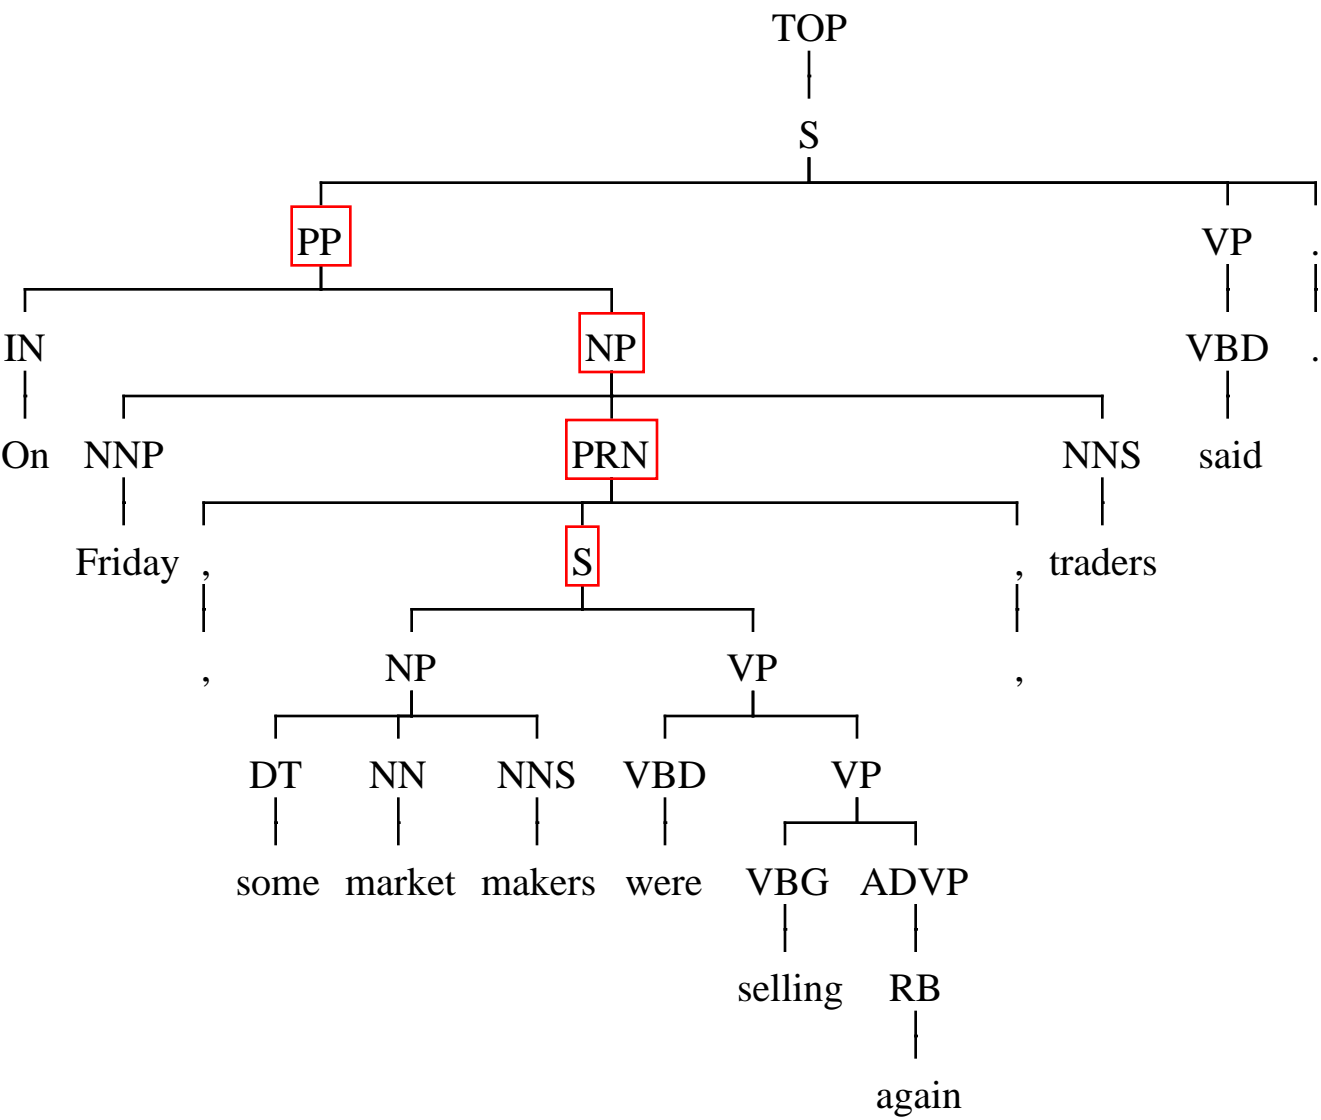 TOP
S
PP VP .
IN NP VBD .
On NNP PRN NNS said
Friday , S , traders
, NP VP ,
DT NN NNS VBD VP
some market makers were VBG ADVP
selling RB
again